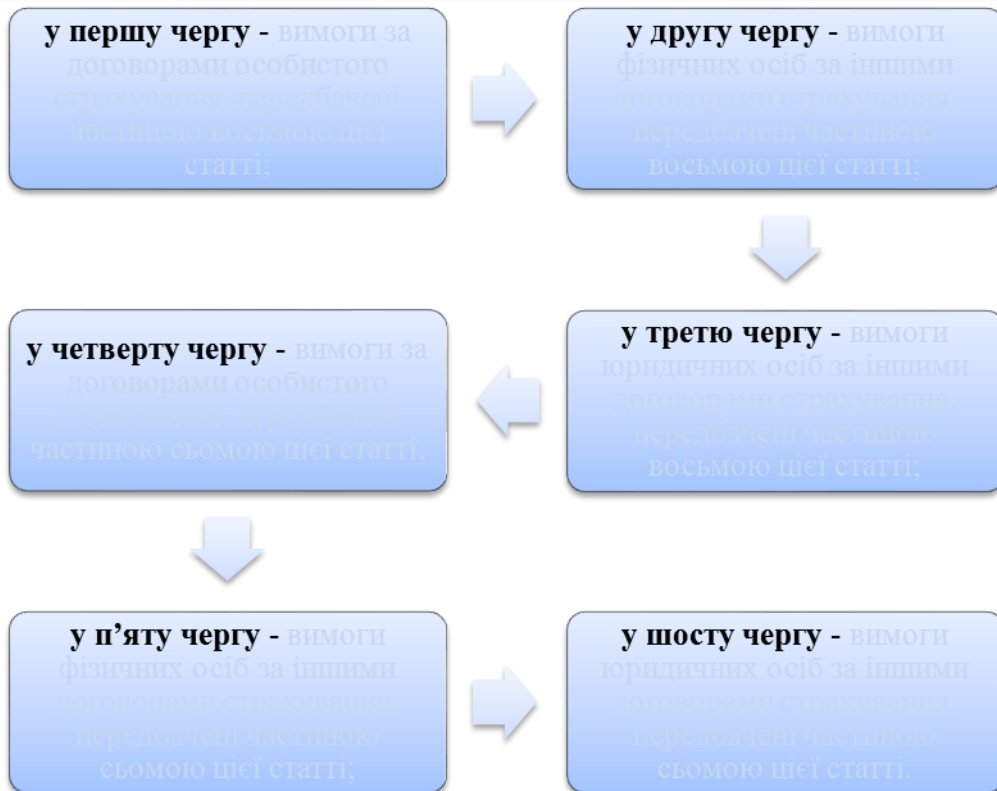 у першу чергу - вимоги за
договорами особистого
страхування, передбачені
частиною восьмою цієї
статті;
у другу чергу - вимоги
фізичних осіб за іншими
договорами страхування,
передбачені частиною
восьмою цієї статті;
у третю чергу - вимоги
юридичних осіб за іншими
договорами страхування,
передбачені частиною
восьмою цієї статті;
у четверту чергу - вимоги за
договорами особистого
страхування, передбачені
частиною сьомою цієї статті;
у п’яту чергу - вимоги
фізичних осіб за іншими
договорами страхування,
передбачені частиною
сьомою цієї статті;
у шосту чергу - вимоги
юридичних осіб за іншими
договорами страхування,
передбачені частиною
сьомою цієї статті.